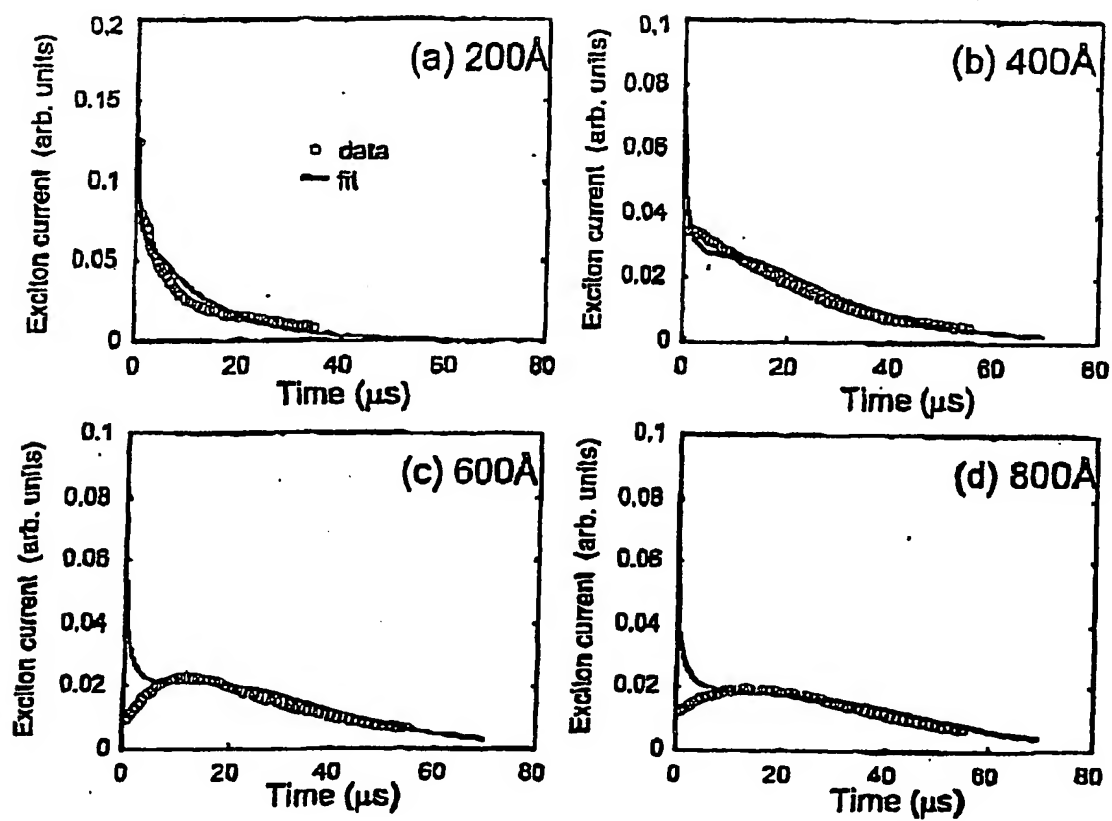 (a) 200Å
Exciton current (arb. units)
0.2
0.15
0.1
0.05
0
data
fit
0 20 40 60 80
Time (μs)
(b) 400Å
Exciton current (arb. units)
0.1
0.08
0.06
0.04
0.02
0
0 20 40 60 80
Time (μs)
(c) 600Å
Exciton current (arb. units)
0.1
0.08
0.06
0.04
0.02
0
0 20 40 60 80
Time (μs)
(d) 800Å
Exciton current (arb. units)
0.1
0.08
0.06
0.04
0.02
0
0 20 40 60 80
Time (μs)